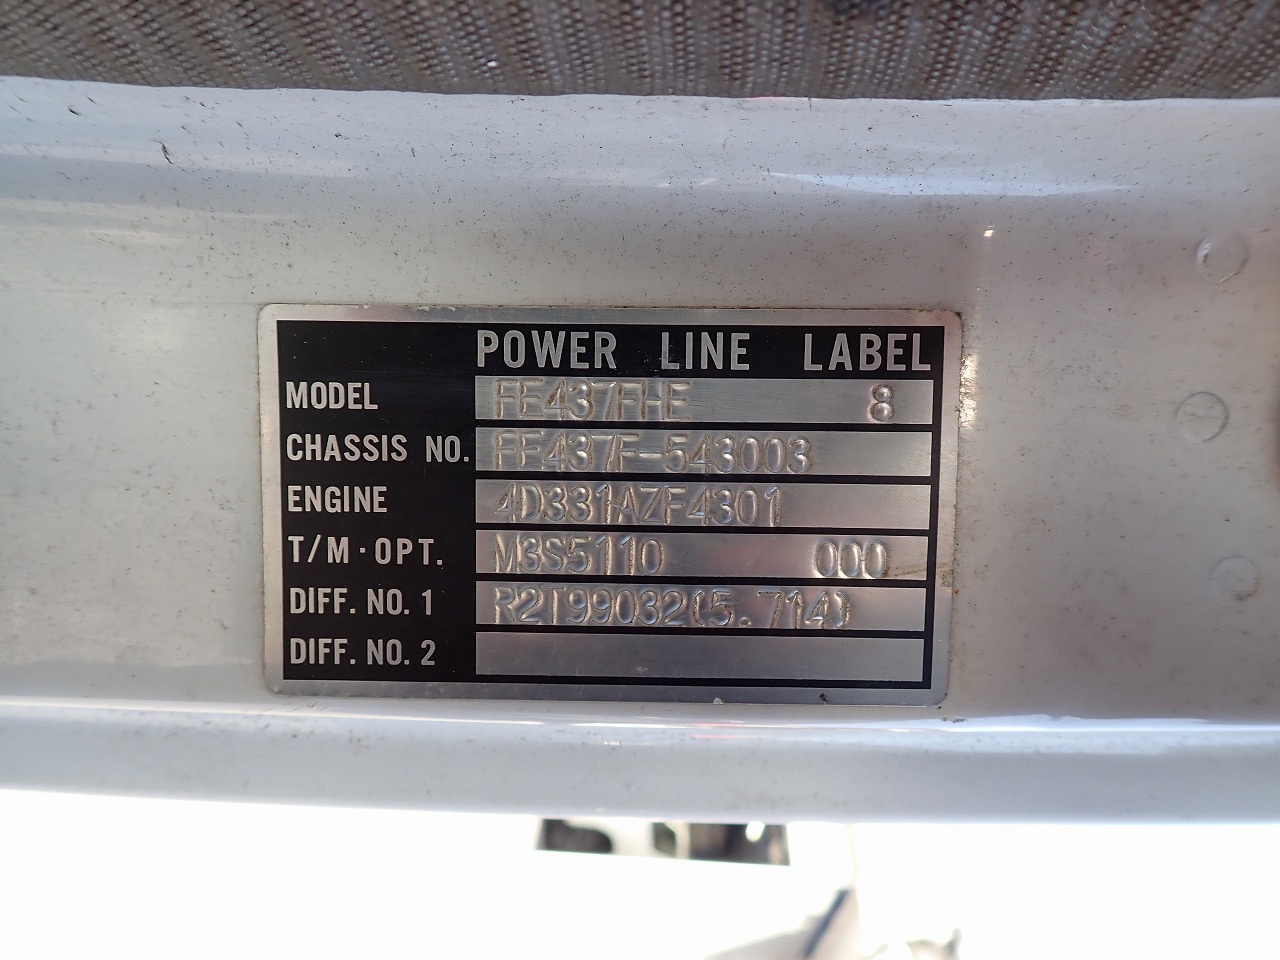 POWER LINE LABEL
MODEL FE437FHE 8
CHASSIS NO. FE437F-543003
ENGINE 4D331AZF4301
T/M·OPT. M3S5110 000
DIFF. NO. 1 R2T99032(5.714)
DIFF. NO. 2